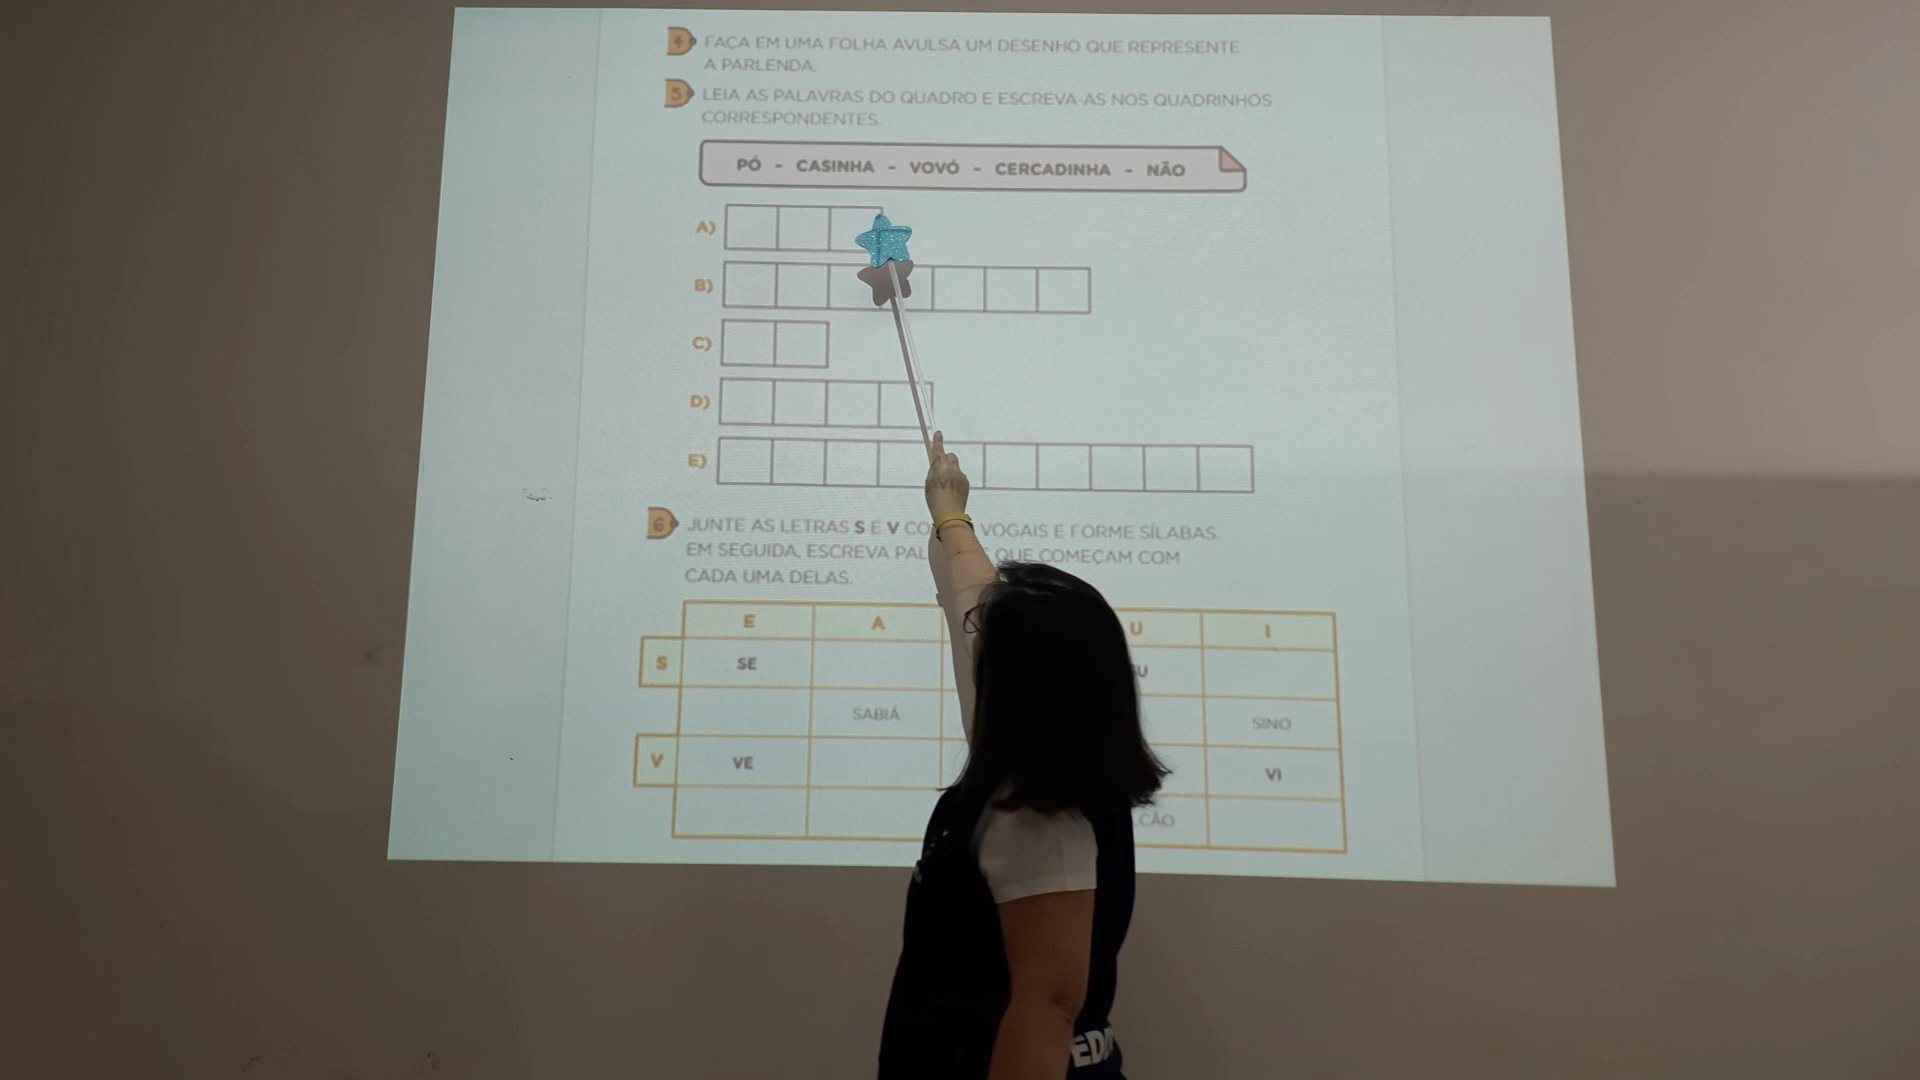 4 FAÇA EM UMA FOLHA AVULSA UM DESENHO QUE REPRESENTE
A PARLENDA.
5 LEIA AS PALAVRAS DO QUADRO E ESCREVA-AS NOS QUADRINHOS
CORRESPONDENTES.
PÓ - CASINHA - VOVÓ - CERCADINHA - NÃO
A)
B)
C)
D)
E)
6 JUNTE AS LETRAS S E V VOGAIS E FORME SÍLABAS.
EM SEGUIDA, ESCREVA QUE COMEÇAM COM
CADA UMA DELAS.
E A U I
S SE
SABIÁ SINO
V VE VI